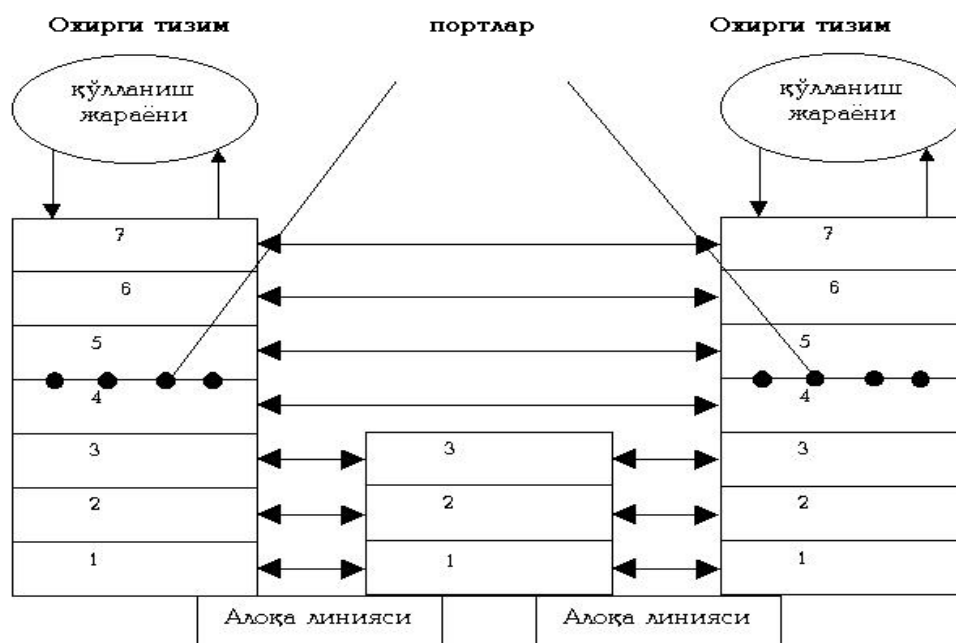 Охирги тизим портлар Охирги тизим
қўлланиш
жараёни
қўлланиш
жараёни
7 7
6 6
5 5
4 4
3 3 3
2 2 2
1 1 1
Алоқа линияси Алоқа линияси